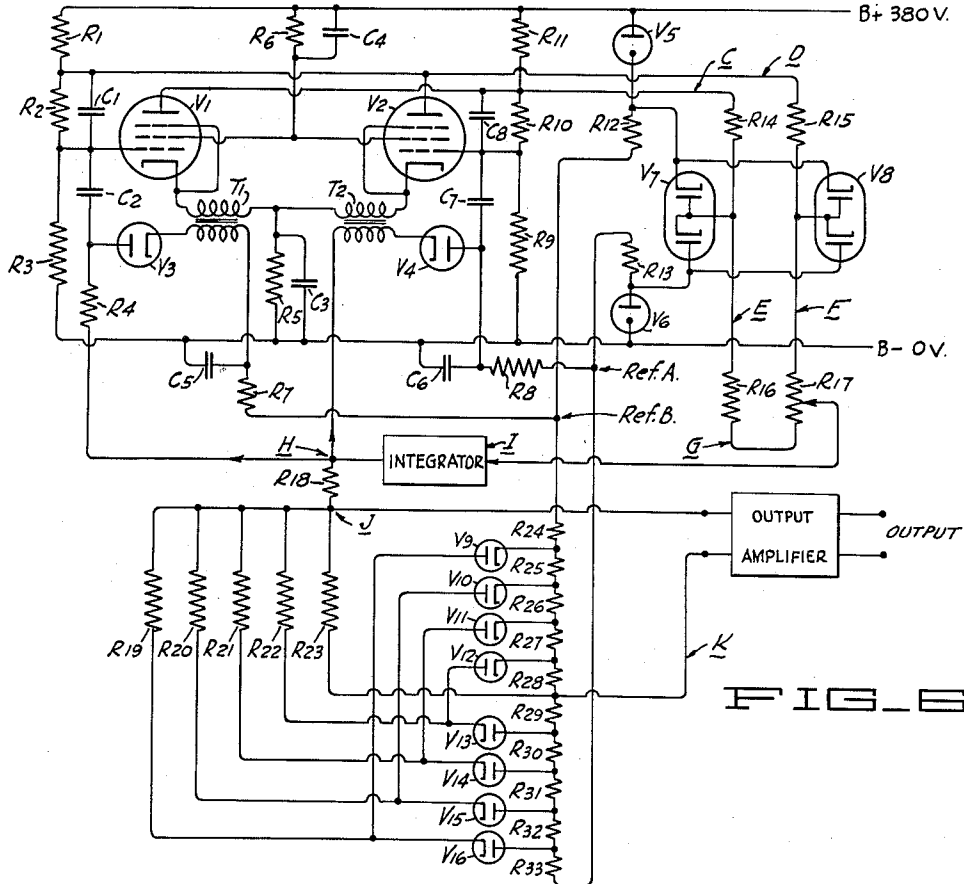 B+ 380 V.
R1
R6
C4
R11
V5
C
D
R2
C1
V1
V2
C8
R10
R12
R14
R15
V7
V8
C2
T1
T2
C7
R3
V3
R4
R5
C3
V4
R9
R13
V6
E
F
B- 0 V.
C5
R7
C6
R8
Ref. A.
R16
R17
Ref. B.
G
H
I
INTEGRATOR
R18
J
R24
OUTPUT
AMPLIFIER
OUTPUT
V9
R25
V10
R26
V11
R27
V12
R28
R19
R20
R21
R22
R23
K
R29
V13
R30
V14
R31
V15
R32
V16
R33
FIG_6